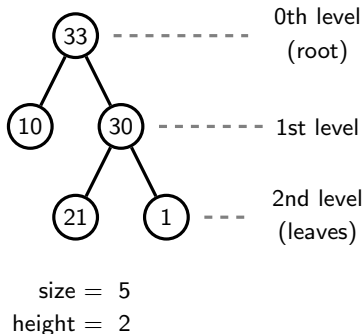 33
0th level
(root)
10
30
1st level
21
1
2nd level
(leaves)
size = 5
height = 2